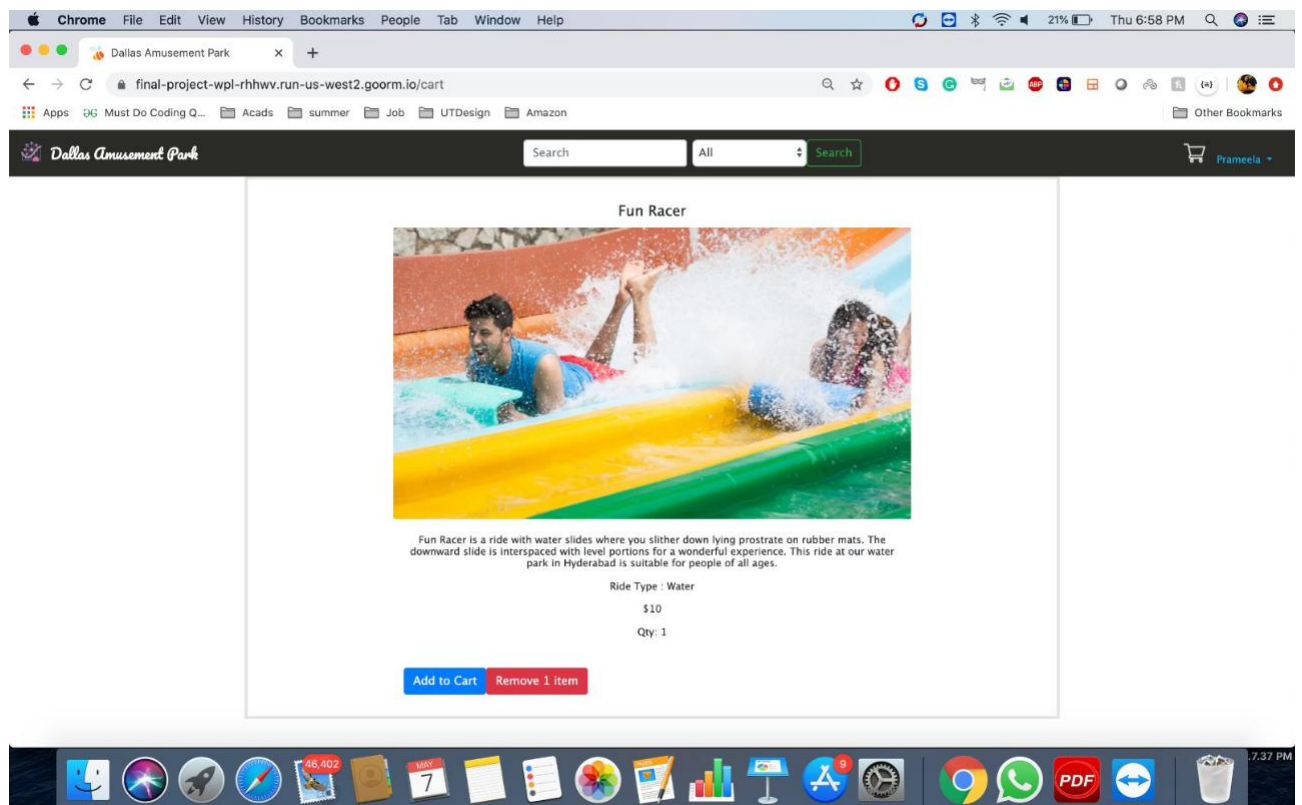 Chrome File Edit View History Bookmarks People Tab Window Help 21% Thu 6:58 PM
Dallas Amusement Park
final-project-wpl-rhhwv.run-us-west2.goorm.io/cart
Apps Must Do Coding Q... Acads summer Job UTDesign Amazon Other Bookmarks
Dallas Amusement Park Search All Search Prameela
Fun Racer
Fun Racer is a ride with water slides where you slither down lying prostrate on rubber mats. The
downward slide is interspaced with level portions for a wonderful experience. This ride at our water
park in Hyderabad is suitable for people of all ages.
Ride Type : Water
$10
Qty: 1
Add to Cart Remove 1 item
46,402 MAY 7 9 PDF .7.37 PM